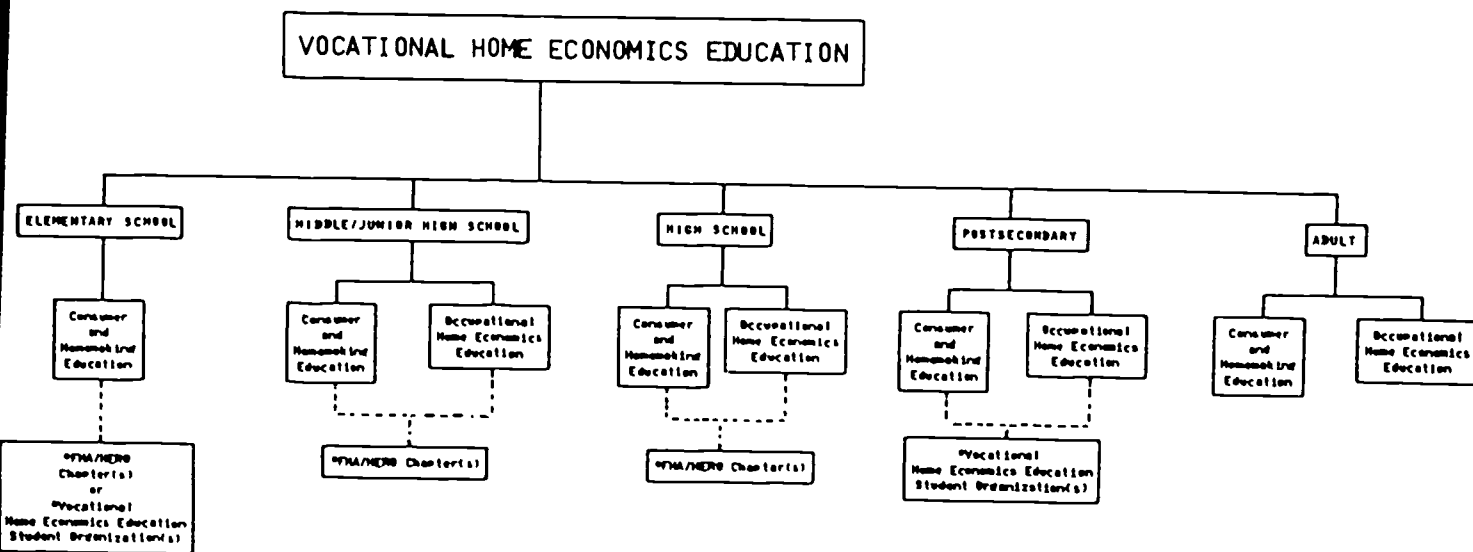 VOCATIONAL HOME ECONOMICS EDUCATION
ELEMENTARY SCHOOL
MIDDLE/JUNIOR HIGH SCHOOL
HIGH SCHOOL
POSTSECONDARY
ADULT
Consumer
and
Homemaking
Education
Consumer
and
Homemaking
Education
Occupational
Home Economics
Education
Consumer
and
Homemaking
Education
Occupational
Home Economics
Education
Consumer
and
Homemaking
Education
Occupational
Home Economics
Education
Consumer
and
Homemaking
Education
Occupational
Home Economics
Education
*FHA/HERO
Chapter(s)
or
*Vocational
Home Economics Education
Student Organization(s)
*FHA/HERO Chapter(s)
*FHA/HERO Chapter(s)
*Vocational
Home Economics Education
Student Organization(s)